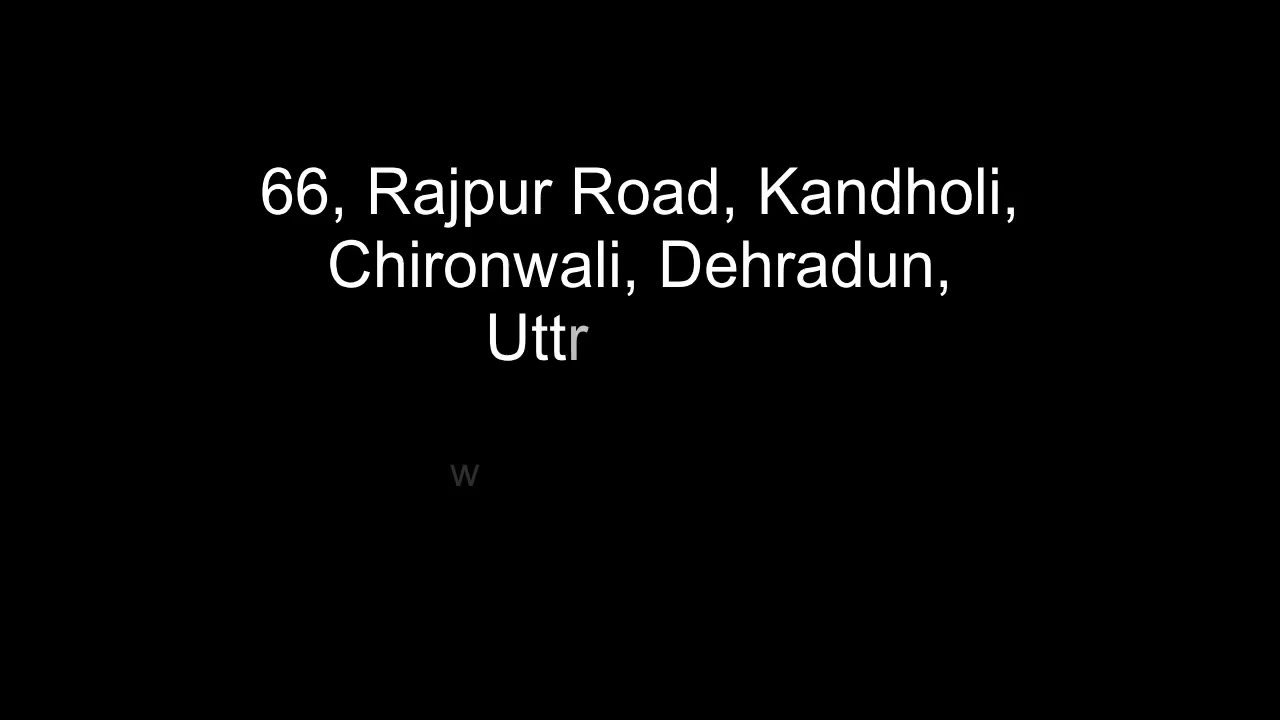 66, Rajpur Road, Kandholi,
Chironwali, Dehradun,
Uttr
w